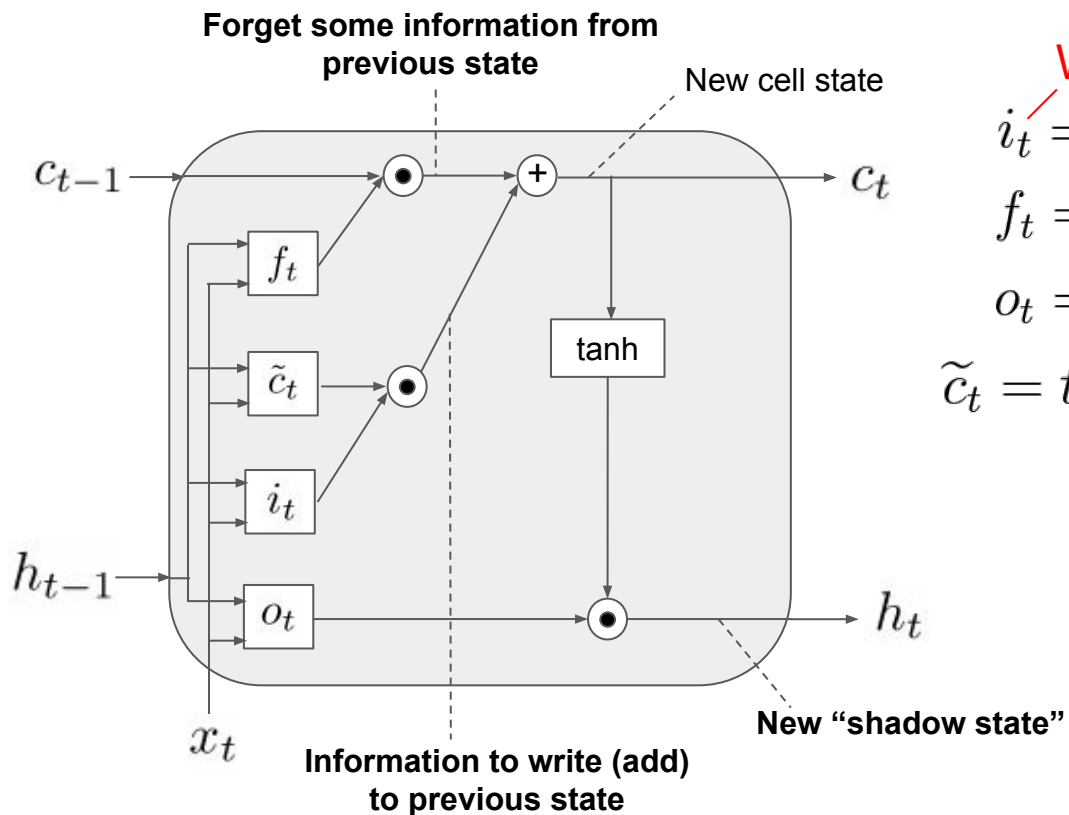 Forget some information from
previous state
New cell state
i_t =
c_{t-1}
+
c_t
f_t
f_t =
o_t =
tanh
\tilde{c}_t
\widetilde{c}_t = t
i_t
h_{t-1}
o_t
h_t
New “shadow state”
x_t
Information to write (add)
to previous state